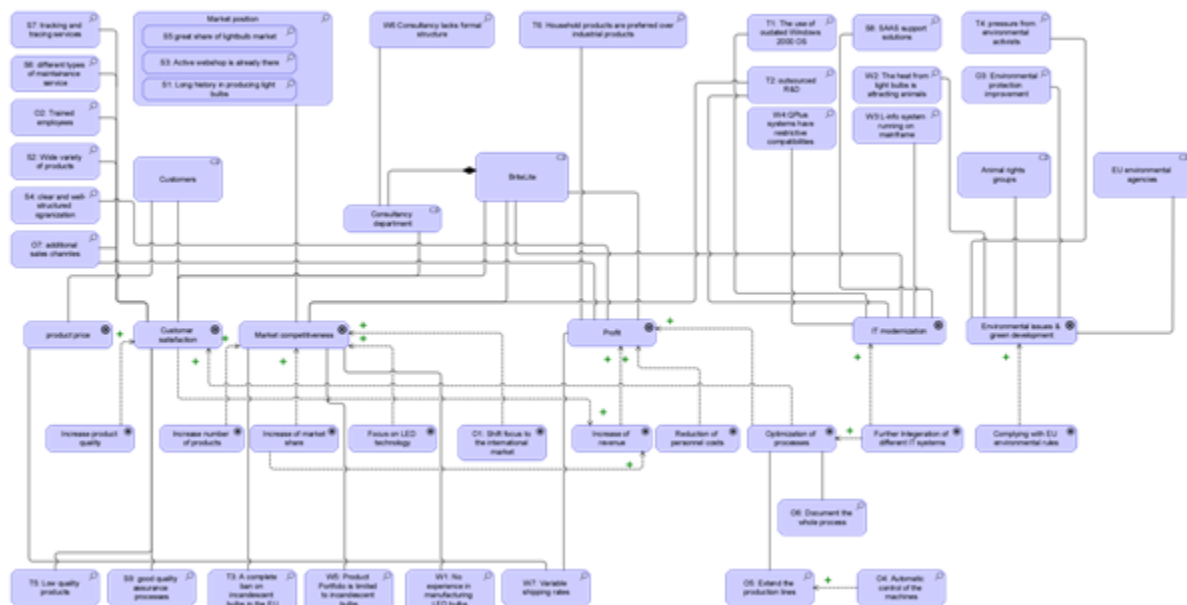 S7: tracking and
tracing services
Market position
S5 great share of lightbulb market
S3: Active webshop is already there
S1: Long history in producing light
bulbs
W6 Consultancy lacks formal
structure
T6: Household products are preferred over
industrial products
T1: The use of
oudated Windows
2000 OS
S8: SAAS support
solutions
T4: pressure from
environmental
activists
S6: different types
of maintainance
service
T2: outsourced
R&D
W2: The heat from
light bulbs is
attracting animals
O3: Environmental
protection
improvement
O2: Trained
employees
W4: QPlus
systems have
restrictive
compatibilities
W3: L-info system
running on
mainframe
S2: Wide variety
of products
Customers
BriteLite
Animal rights
groups
EU environmental
agencies
S4: clear and well-
structured
Consultancy
department
O7: additional
sales channles
product price
Customer
satisfaction
Market competitiveness
Profit
IT modernization
Environmental issues &
green development
Increase product
quality
Increase number
of products
Increase of market
share
Focus on LED
technology
O1: Shift focus to
the international
market
Increase of
revenue
Reduction of
personnel costs
Optimization of
processes
Further Integeration of
different IT systems
Complying with EU
environmental rules
O6: Document the
whole process
T5: Low quality
products
S9: good quality
assurance
processes
T3: A complete
ban on
incandescent
bulbs in the EU
W5: Product
Portfolio is limited
to incandescent
bulbs
W1: No
experience in
manufacturing
LED bulbs
W7: Variable
shipping rates
O5: Extend the
production lines
O4: Automatic
control of the
machines